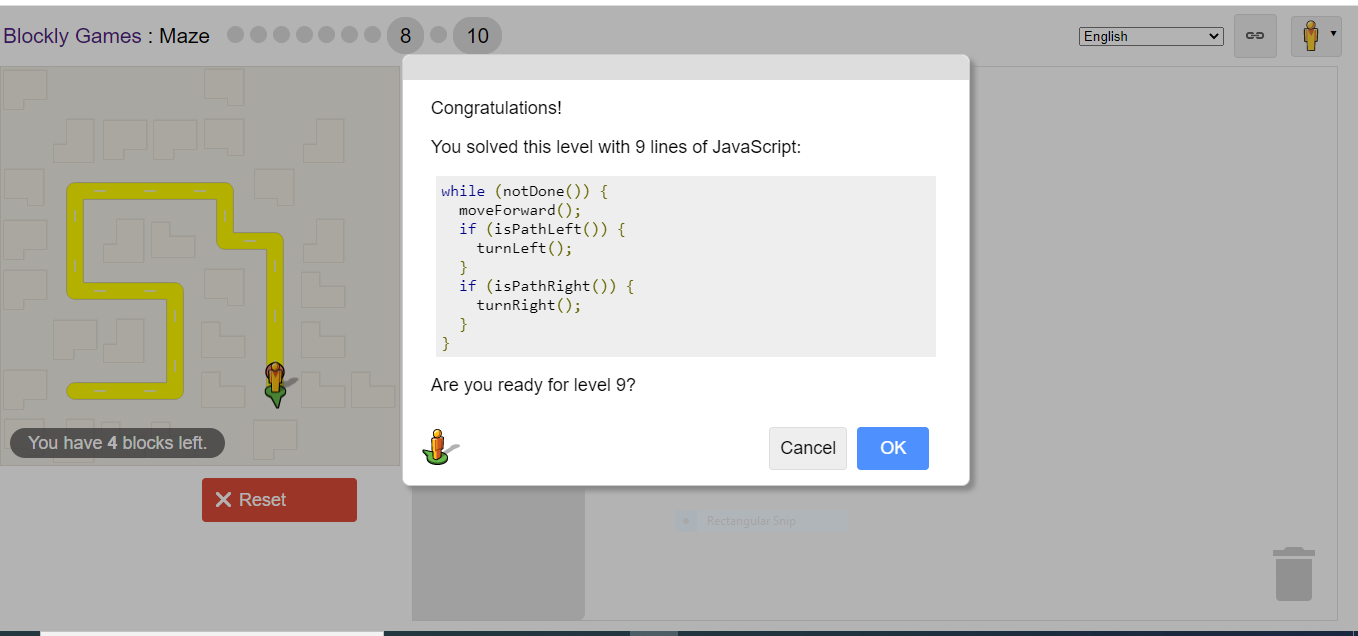 Blockly Games : Maze 8 10 English
Congratulations!
You solved this level with 9 lines of JavaScript:
while (notDone()) {
  moveForward();
  if (isPathLeft()) {
    turnLeft();
  }
  if (isPathRight()) {
    turnRight();
  }
}
Are you ready for level 9?
You have 4 blocks left.
Cancel OK
Reset
Rectangular Snip